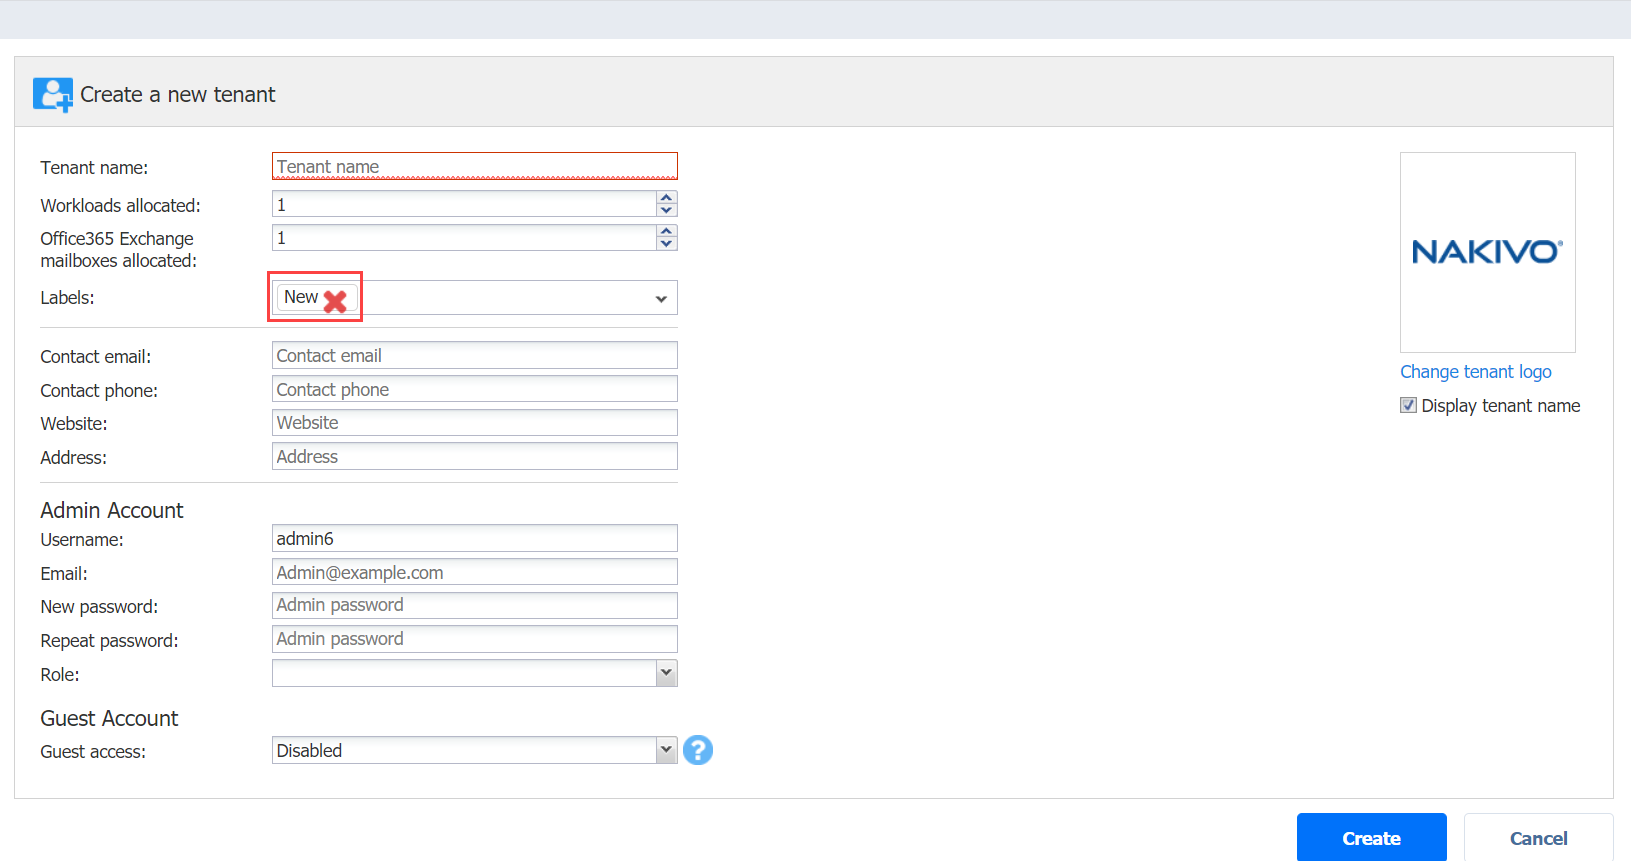 Create a new tenant
Tenant name: Tenant name
Workloads allocated: 1
Office365 Exchange mailboxes allocated: 1
Labels: New
Contact email: Contact email
Contact phone: Contact phone
Website: Website
Address: Address
Admin Account
Username: admin6
Email: Admin@example.com
New password: Admin password
Repeat password: Admin password
Role:
Guest Account
Guest access: Disabled ?
NAKIVO®
Change tenant logo
Display tenant name
Create Cancel